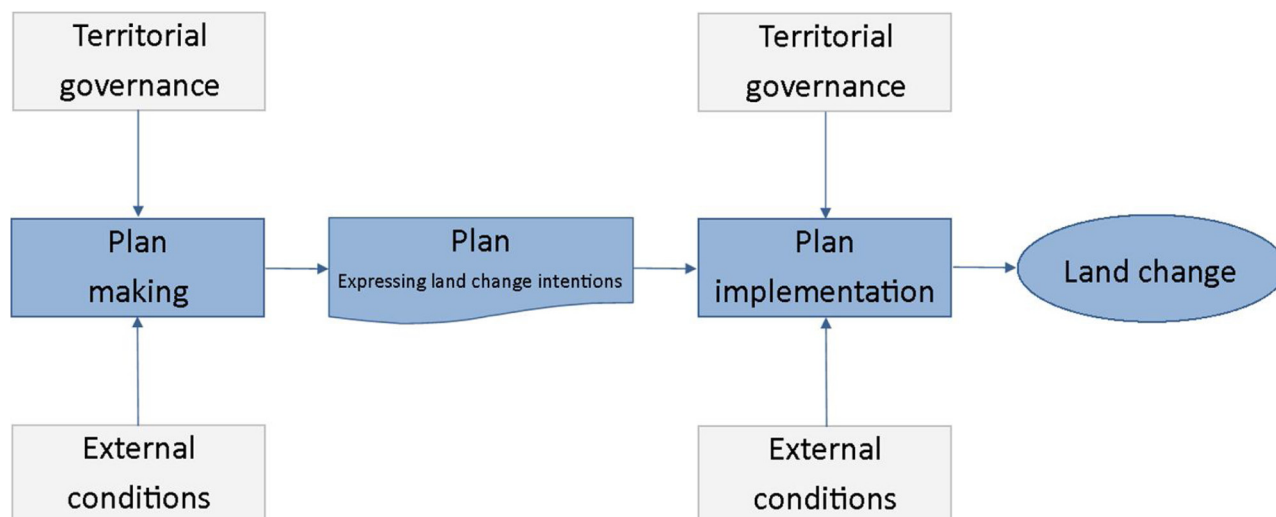 Territorial
governance
Territorial
governance
Plan
making
Plan
Expressing land change intentions
Plan
implementation
Land change
External
conditions
External
conditions